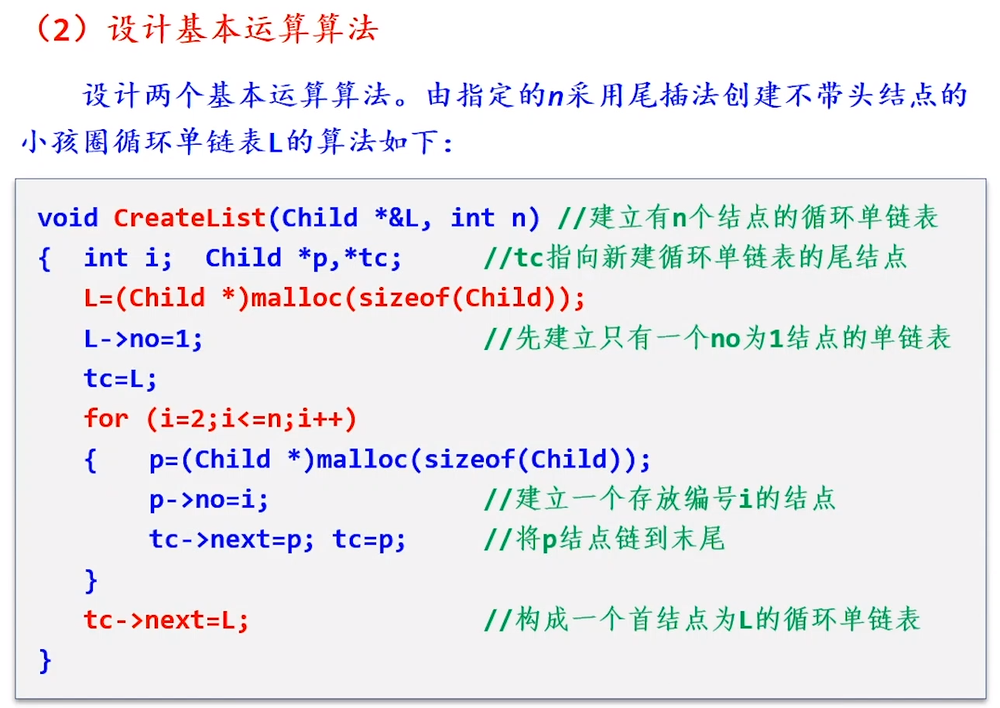 （2）设计基本运算算法
设计两个基本运算算法。由指定的n采用尾插法创建不带头结点的
小孩圈循环单链表L的算法如下：
void CreateList(Child *&L, int n) //建立有n个结点的循环单链表
{  int i;  Child *p,*tc;     //tc指向新建循环单链表的尾结点
   L=(Child *)malloc(sizeof(Child));
   L->no=1;                  //先建立只有一个no为1结点的单链表
   tc=L;
   for (i=2;i<=n;i++)
   {   p=(Child *)malloc(sizeof(Child));
       p->no=i;              //建立一个存放编号i的结点
       tc->next=p; tc=p;     //将p结点链到末尾
   }
   tc->next=L;               //构成一个首结点为L的循环单链表
}